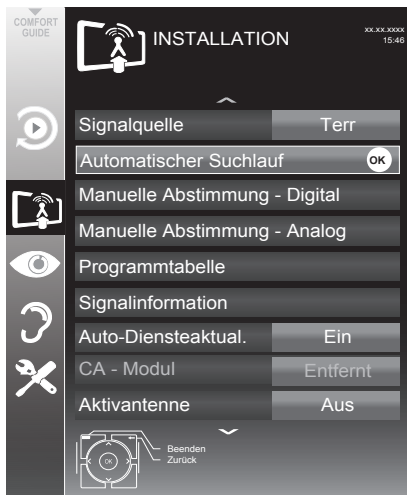 COMFORT
GUIDE
INSTALLATION
xx.xx.xxxx
15:46
Signalquelle Terr
Automatischer Suchlauf OK
Manuelle Abstimmung - Digital
Manuelle Abstimmung - Analog
Programmtabelle
Signalinformation
Auto-Diensteaktual. Ein
CA - Modul Entfernt
Aktivantenne Aus
OK
Beenden
Zurück